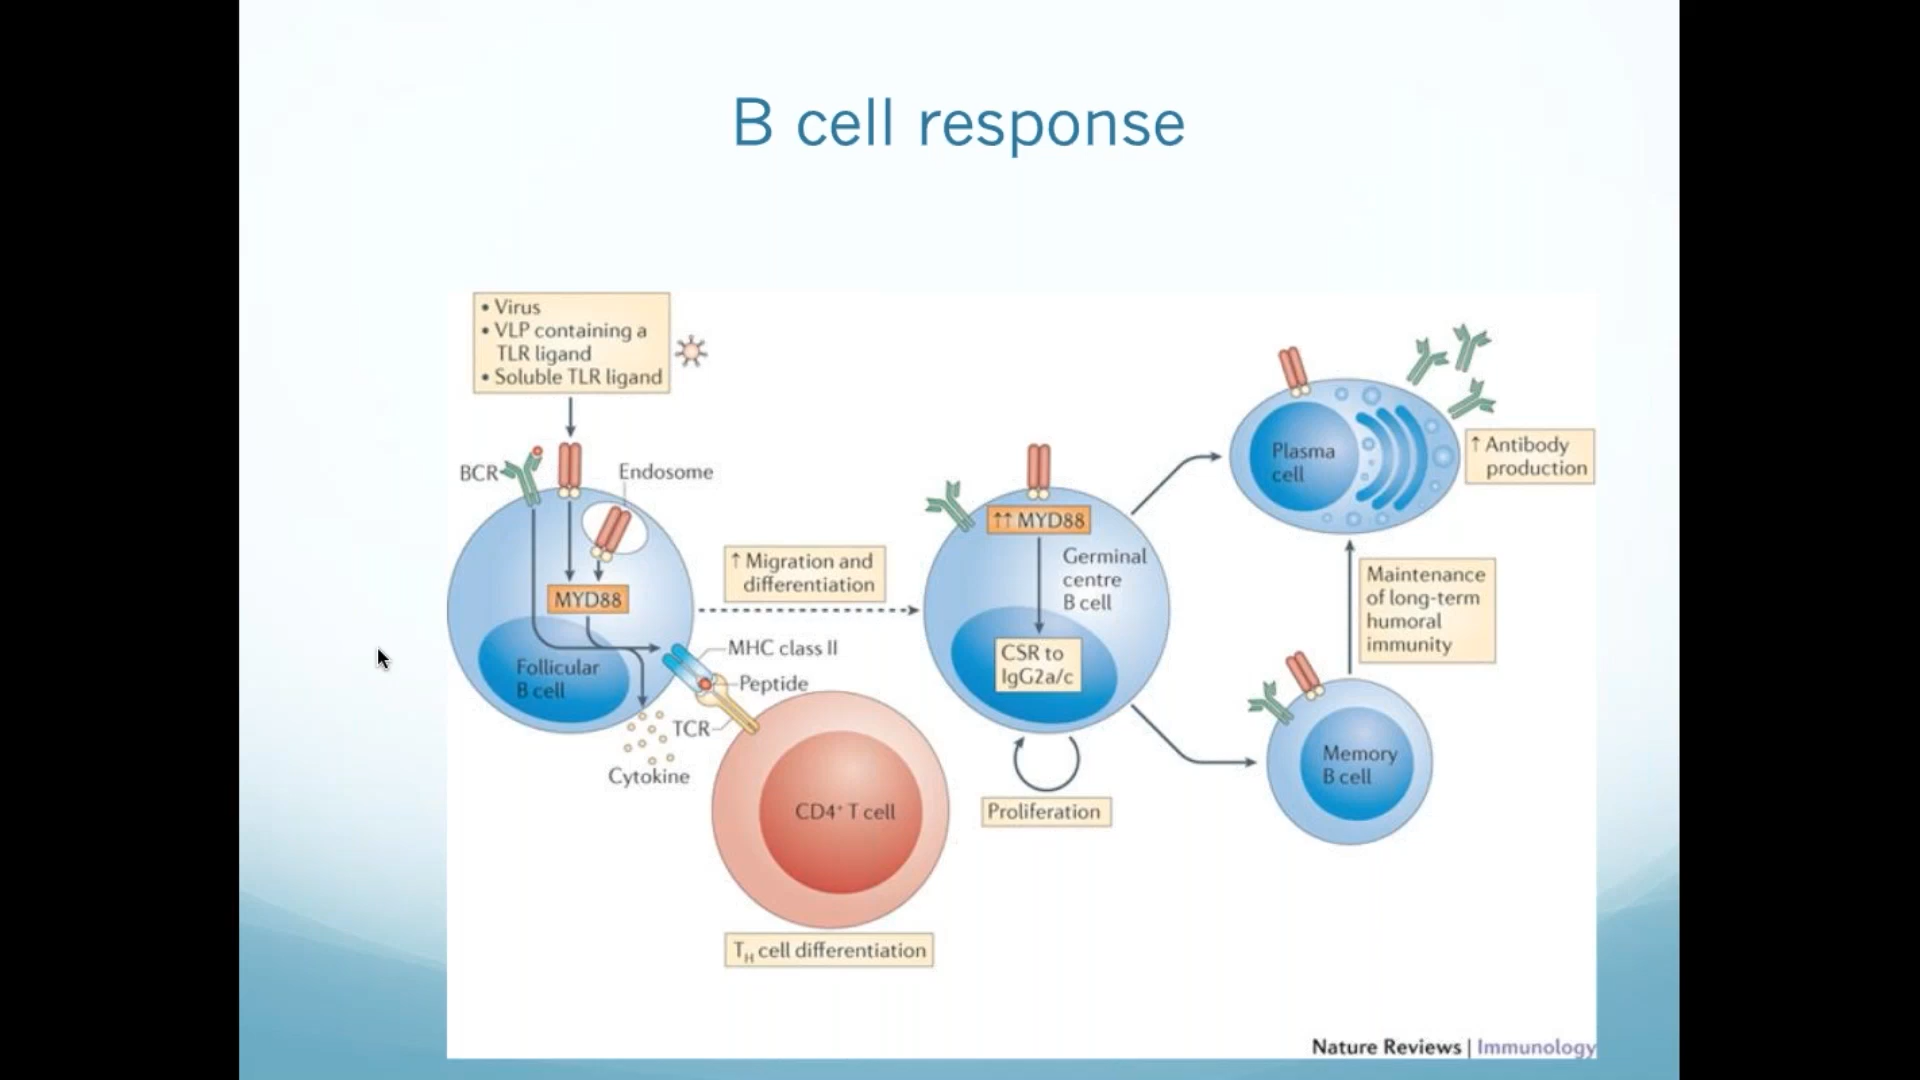 B cell response
• Virus
• VLP containing a
TLR ligand
• Soluble TLR ligand
BCR
Endosome
MYD88
Follicular
B cell
↑ Migration and
differentiation
MHC class II
Peptide
TCR
Cytokine
CD4⁺ T cell
T_H cell differentiation
↑↑ MYD88
Germinal
centre
B cell
CSR to
IgG2a/c
Proliferation
Plasma
cell
↑ Antibody
production
Maintenance
of long-term
humoral
immunity
Memory
B cell
Nature Reviews | Immunology